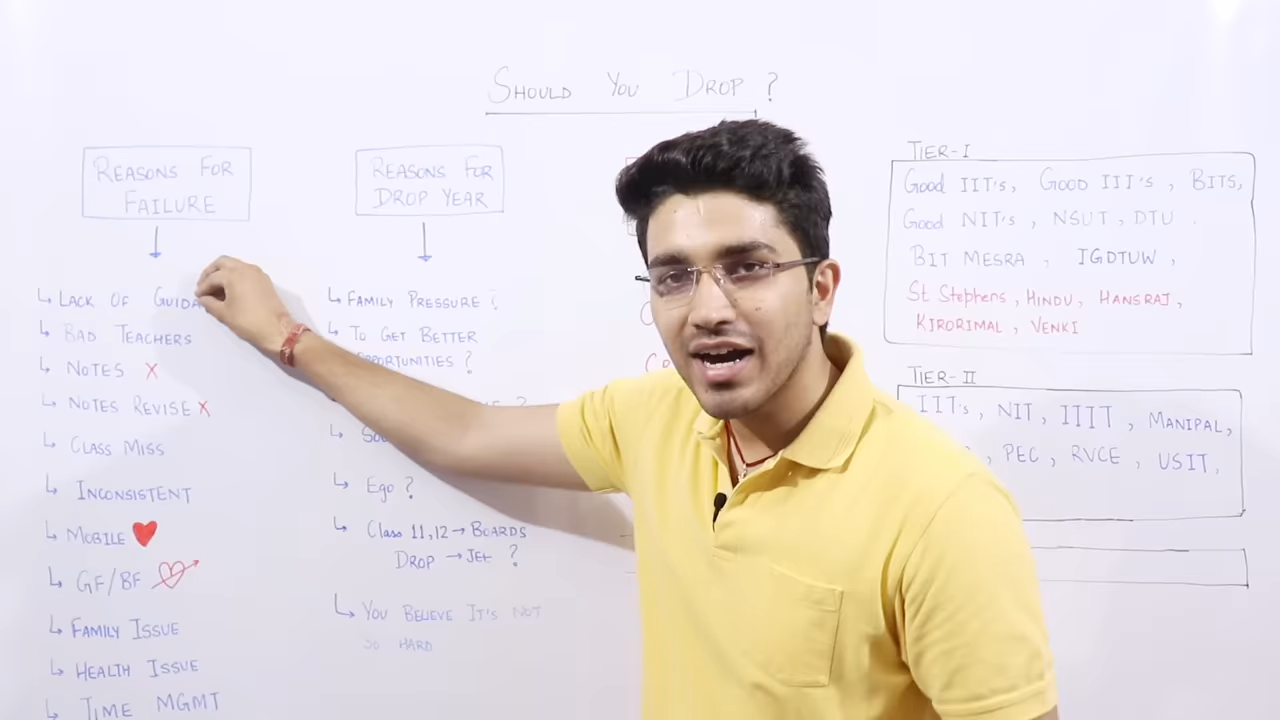 SHOULD YOU DROP ?
REASONS FOR
FAILURE
LACK OF
BAD TEACHERS
NOTES X
NOTES REVISE X
CLASS MISS
INCONSISTENT
MOBILE ❤
GF/BF
FAMILY ISSUE
HEALTH ISSUE
TIME MGMT
REASONS FOR
DROP YEAR
FAMILY PRESSURE ?
TO GET BETTER
?
?
EGO ?
CLASS 11,12 → BOARDS
DROP → JEE ?
YOU BELIEVE IT'S NOT
SO HARD
TIER-I
GOOD IIT's, GOOD IIIT's, BITS,
GOOD NIT's, NSUT, DTU.
BIT MESRA, IGDTUW,
St Stephens, HINDU, HANSRAJ,
KIRORIMAL, VENKI
TIER-II
IIT's, NIT, IIIT, MANIPAL,
, PEC, RVCE, USIT,